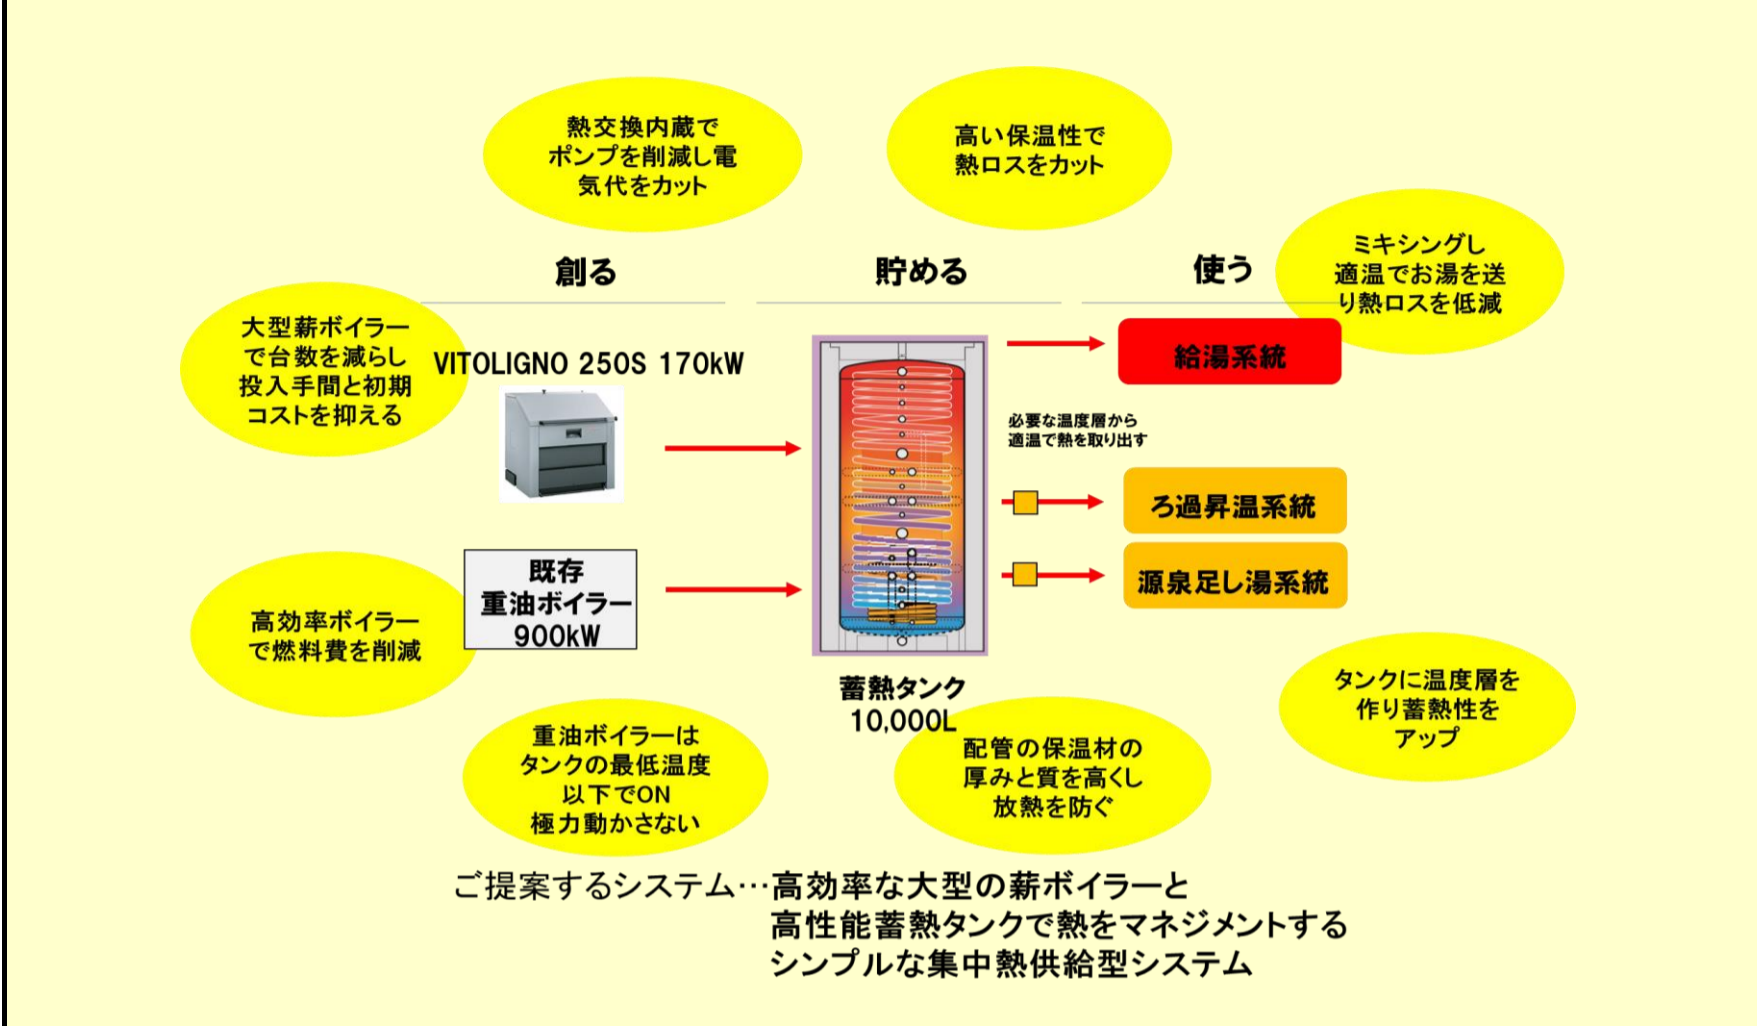 熱交換内蔵で
ポンプを削減し電
気代をカット
高い保温性で
熱ロスをカット
ミキシングし
適温でお湯を送
り熱ロスを低減
創る
貯める
使う
大型薪ボイラー
で台数を減らし
投入手間と初期
コストを抑える
VITOLIGNO 250S 170kW
給湯系統
必要な温度層から
適温で熱を取り出す
ろ過昇温系統
源泉足し湯系統
既存
重油ボイラー
900kW
高効率ボイラー
で燃料費を削減
蓄熱タンク
10,000L
タンクに温度層を
作り蓄熱性を
アップ
重油ボイラーは
タンクの最低温度
以下でON
極力動かさない
配管の保温材の
厚みと質を高くし
放熱を防ぐ
ご提案するシステム…高効率な大型の薪ボイラーと
高性能蓄熱タンクで熱をマネジメントする
シンプルな集中熱供給型システム